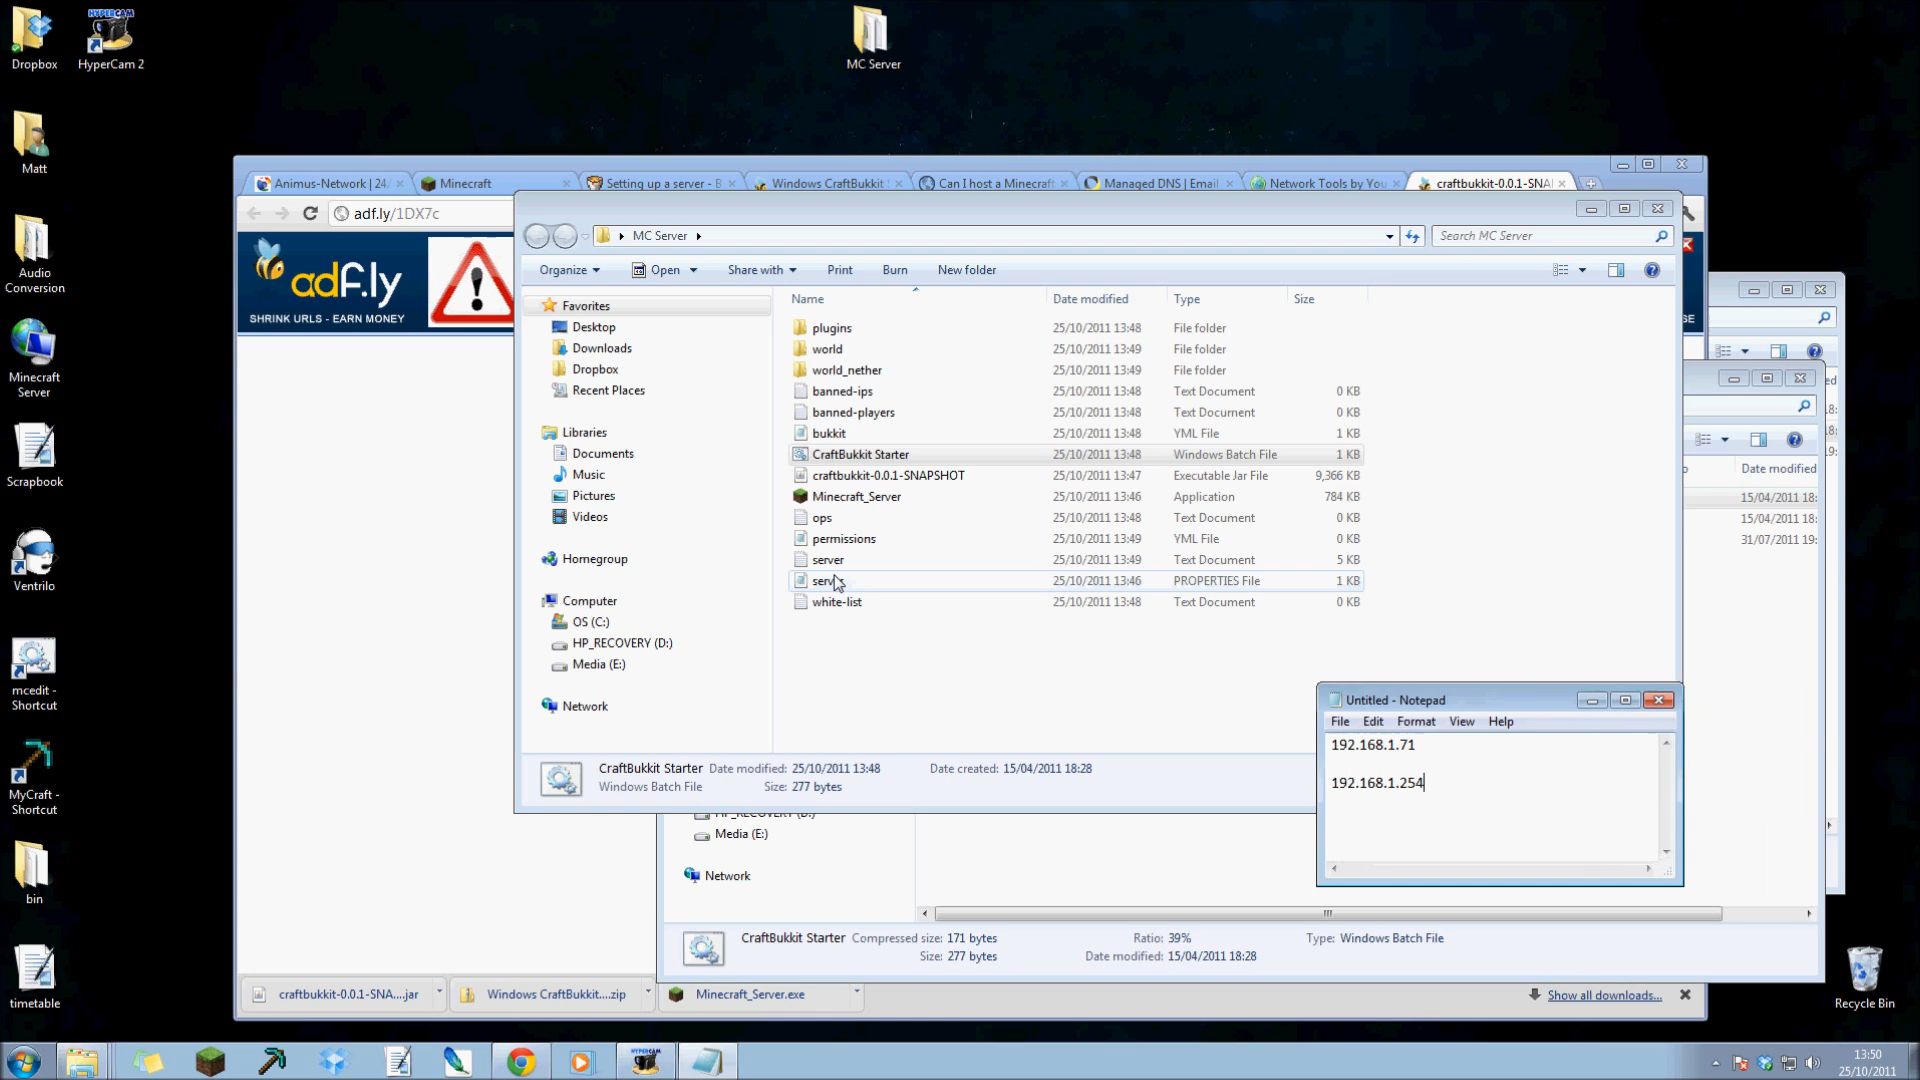 Dropbox
HyperCam 2
MC Server
Matt
Audio Conversion
Minecraft Server
Scrapbook
Ventrilo
mcedit - Shortcut
MyCraft - Shortcut
bin
timetable
Recycle Bin
Animus-Network | 24/
Minecraft
Setting up a server - B
Windows CraftBukkit
Can I host a Minecraft
Managed DNS | Email
Network Tools by You
craftbukkit-0.0.1-SNA
adf.ly/1DX7c
adf.ly
SHRINK URLS - EARN MONEY
MC Server
Search MC Server
Organize Open Share with Print Burn New folder
Name Date modified Type Size
Favorites
Desktop
Downloads
Dropbox
Recent Places
Libraries
Documents
Music
Pictures
Videos
Homegroup
Computer
OS (C:)
HP_RECOVERY (D:)
Media (E:)
Network
plugins 25/10/2011 13:48 File folder
world 25/10/2011 13:49 File folder
world_nether 25/10/2011 13:49 File folder
banned-ips 25/10/2011 13:48 Text Document 0 KB
banned-players 25/10/2011 13:48 Text Document 0 KB
bukkit 25/10/2011 13:48 YML File 1 KB
CraftBukkit Starter 25/10/2011 13:48 Windows Batch File 1 KB
craftbukkit-0.0.1-SNAPSHOT 25/10/2011 13:47 Executable Jar File 9,366 KB
Minecraft_Server 25/10/2011 13:46 Application 784 KB
ops 25/10/2011 13:48 Text Document 0 KB
permissions 25/10/2011 13:49 YML File 0 KB
server 25/10/2011 13:49 Text Document 5 KB
server 25/10/2011 13:46 PROPERTIES File 1 KB
white-list 25/10/2011 13:48 Text Document 0 KB
CraftBukkit Starter Date modified: 25/10/2011 13:48 Date created: 15/04/2011 18:28
Windows Batch File Size: 277 bytes
Date modified
15/04/2011 18:
15/04/2011 18:
31/07/2011 19:
Untitled - Notepad
File Edit Format View Help
192.168.1.71
192.168.1.254
HP_RECOVERY (D:)
Media (E:)
Network
CraftBukkit Starter Compressed size: 171 bytes Ratio: 39% Type: Windows Batch File
Size: 277 bytes Date modified: 15/04/2011 18:28
craftbukkit-0.0.1-SNA....jar
Windows CraftBukkit....zip
Minecraft_Server.exe
Show all downloads...
13:50
25/10/2011